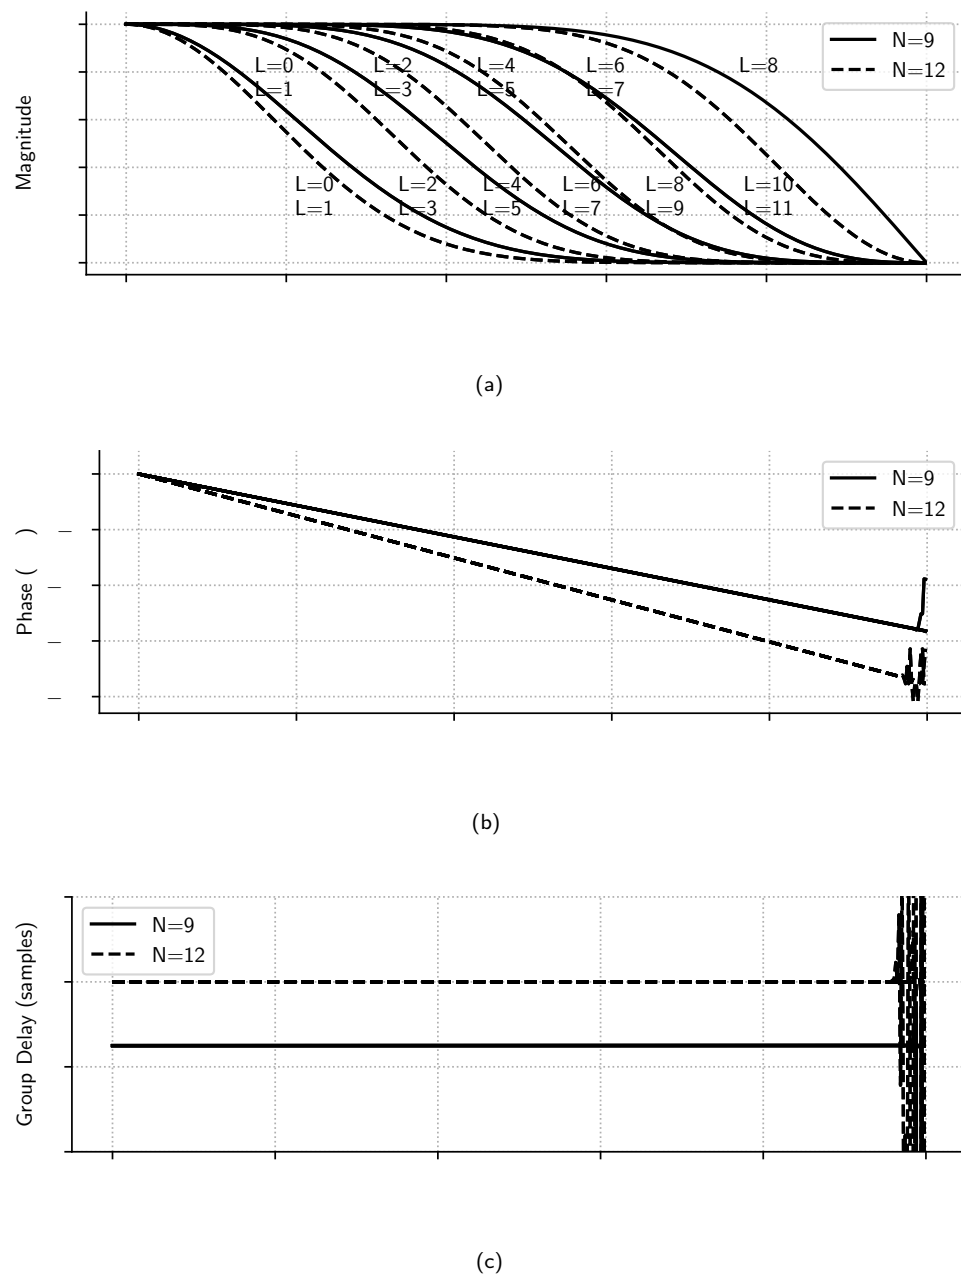 N=9
N=12
L=0 L=2 L=4 L=6 L=8
L=1 L=3 L=5 L=7
L=0 L=2 L=4 L=6 L=8 L=10
L=1 L=3 L=5 L=7 L=9 L=11
Magnitude
(a)
N=9
N=12
Phase ( )
(b)
N=9
N=12
Group Delay (samples)
(c)